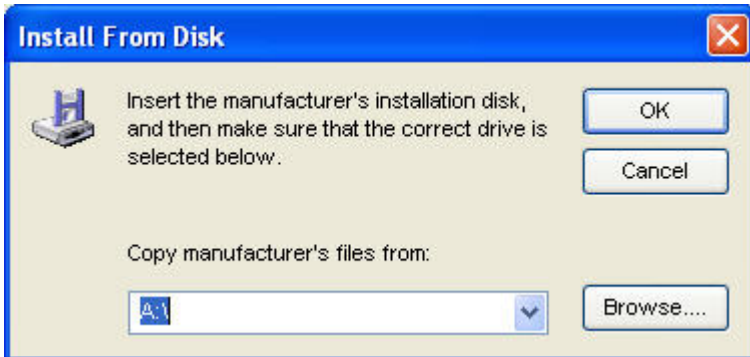 Install From Disk
Insert the manufacturer's installation disk,
and then make sure that the correct drive is
selected below.
OK
Cancel
Copy manufacturer's files from:
A:\
Browse....